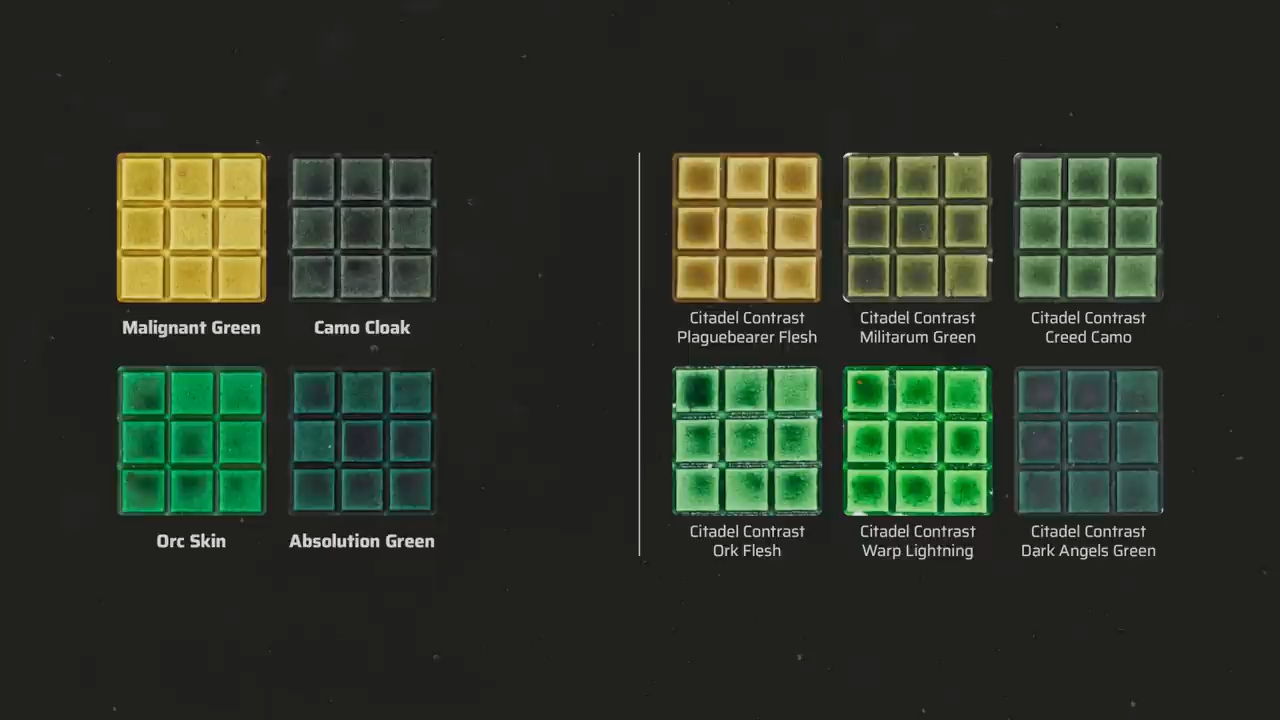 Malignant Green
Camo Cloak
Orc Skin
Absolution Green
Citadel Contrast
Plaguebearer Flesh
Citadel Contrast
Militarum Green
Citadel Contrast
Creed Camo
Citadel Contrast
Ork Flesh
Citadel Contrast
Warp Lightning
Citadel Contrast
Dark Angels Green